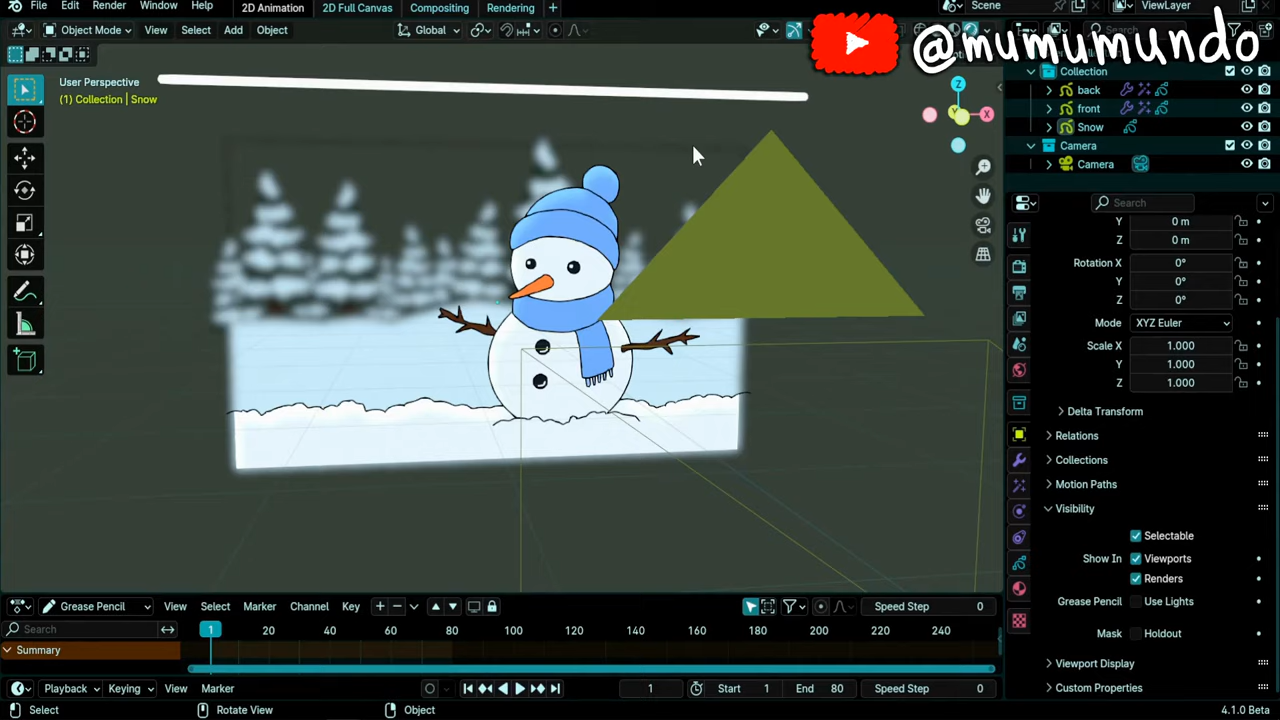 File Edit Render Window Help 2D Animation 2D Full Canvas Compositing Rendering + Scene ViewLayer
Object Mode View Select Add Object Global
@mumumundo
User Perspective
(1) Collection | Snow
Z
X
Y
Collection
back
front
Snow
Camera
Camera
Search
Y 0 m
Z 0 m
Rotation X 0°
Y 0°
Z 0°
Mode XYZ Euler
Scale X 1.000
Y 1.000
Z 1.000
Delta Transform
Relations
Collections
Motion Paths
Visibility
Selectable
Show In Viewports
Renders
Grease Pencil Use Lights
Mask Holdout
Viewport Display
Custom Properties
Grease Pencil View Select Marker Channel Key Speed Step 0
Search 1 20 40 60 80 100 120 140 160 180 200 220 240
Summary
Playback Keying View Marker 1 Start 1 End 80 Speed Step 0
Select Rotate View Object 4.1.0 Beta